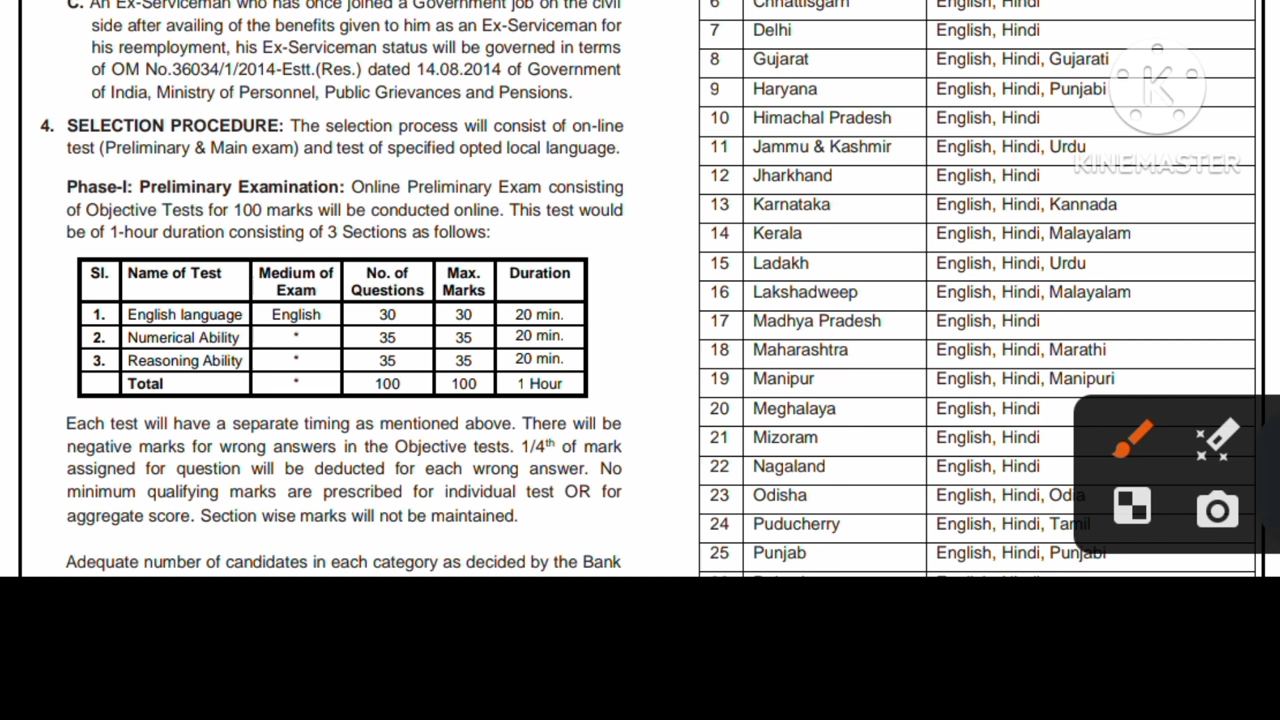 C. An Ex-Serviceman who has once joined a Government job on the civil
side after availing of the benefits given to him as an Ex-Serviceman for
his reemployment, his Ex-Serviceman status will be governed in terms
of OM No.36034/1/2014-Estt.(Res.) dated 14.08.2014 of Government
of India, Ministry of Personnel, Public Grievances and Pensions.
4. SELECTION PROCEDURE: The selection process will consist of on-line
test (Preliminary & Main exam) and test of specified opted local language.
Phase-I: Preliminary Examination: Online Preliminary Exam consisting
of Objective Tests for 100 marks will be conducted online. This test would
be of 1-hour duration consisting of 3 Sections as follows:
Sl. Name of Test Medium of Exam No. of Questions Max. Marks Duration
1. English language English 30 30 20 min.
2. Numerical Ability * 35 35 20 min.
3. Reasoning Ability * 35 35 20 min.
Total * 100 100 1 Hour
Each test will have a separate timing as mentioned above. There will be
negative marks for wrong answers in the Objective tests. 1/4th of mark
assigned for question will be deducted for each wrong answer. No
minimum qualifying marks are prescribed for individual test OR for
aggregate score. Section wise marks will not be maintained.
Adequate number of candidates in each category as decided by the Bank
6 Chhattisgarh English, Hindi
7 Delhi English, Hindi
8 Gujarat English, Hindi, Gujarati
9 Haryana English, Hindi, Punjabi
10 Himachal Pradesh English, Hindi
11 Jammu & Kashmir English, Hindi, Urdu
12 Jharkhand English, Hindi
13 Karnataka English, Hindi, Kannada
14 Kerala English, Hindi, Malayalam
15 Ladakh English, Hindi, Urdu
16 Lakshadweep English, Hindi, Malayalam
17 Madhya Pradesh English, Hindi
18 Maharashtra English, Hindi, Marathi
19 Manipur English, Hindi, Manipuri
20 Meghalaya English, Hindi
21 Mizoram English, Hindi
22 Nagaland English, Hindi
23 Odisha English, Hindi, Odia
24 Puducherry English, Hindi, Tamil
25 Punjab English, Hindi, Punjabi
K
KINEMASTER